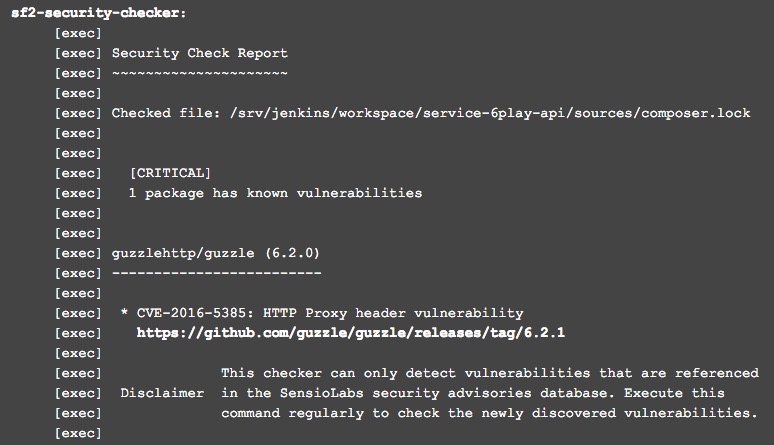 sf2-security-checker:
[exec]
[exec] Security Check Report
[exec] ~~~~~~~~~~~~~~~~~~~~~
[exec]
[exec] Checked file: /srv/jenkins/workspace/service-6play-api/sources/composer.lock
[exec]
[exec]
[exec] [CRITICAL]
[exec] 1 package has known vulnerabilities
[exec]
[exec]
[exec] guzzlehttp/guzzle (6.2.0)
[exec] -------------------------
[exec]
[exec] * CVE-2016-5385: HTTP Proxy header vulnerability
[exec] https://github.com/guzzle/guzzle/releases/tag/6.2.1
[exec]
[exec] This checker can only detect vulnerabilities that are referenced
[exec] Disclaimer in the SensioLabs security advisories database. Execute this
[exec] command regularly to check the newly discovered vulnerabilities.
[exec]